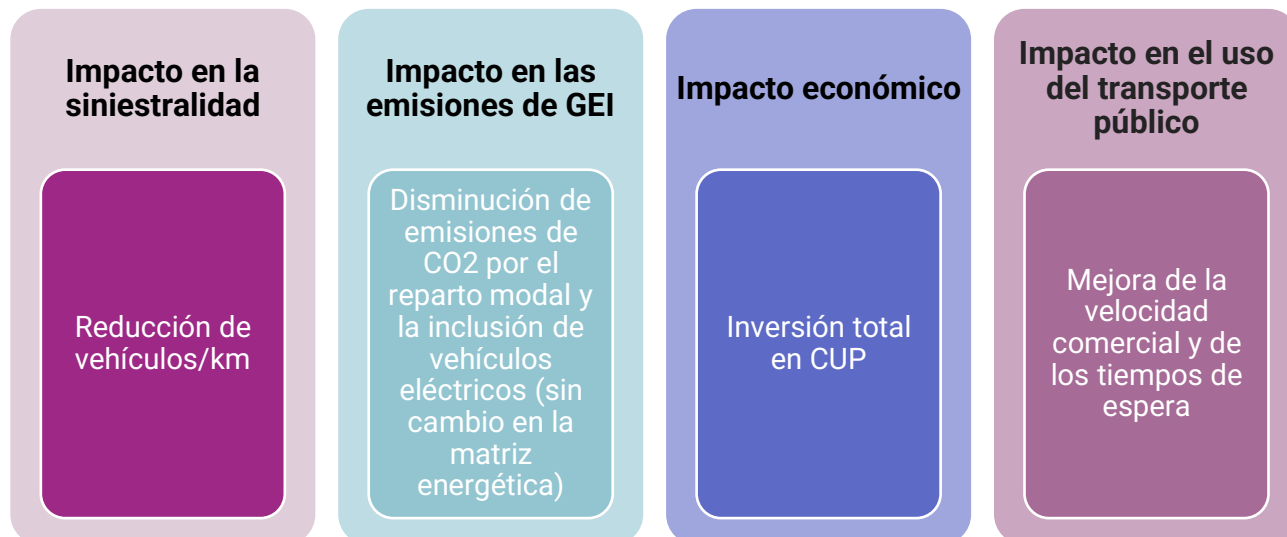 Impacto en la
siniestralidad
Reducción de
vehículos/km
Impacto en las
emisiones de GEI
Disminución de
emisiones de
CO2 por el
reparto modal y
la inclusión de
vehículos
eléctricos (sin
cambio en la
matriz
energética)
Impacto económico
Inversión total
en CUP
Impacto en el uso
del transporte
público
Mejora de la
velocidad
comercial y de
los tiempos de
espera